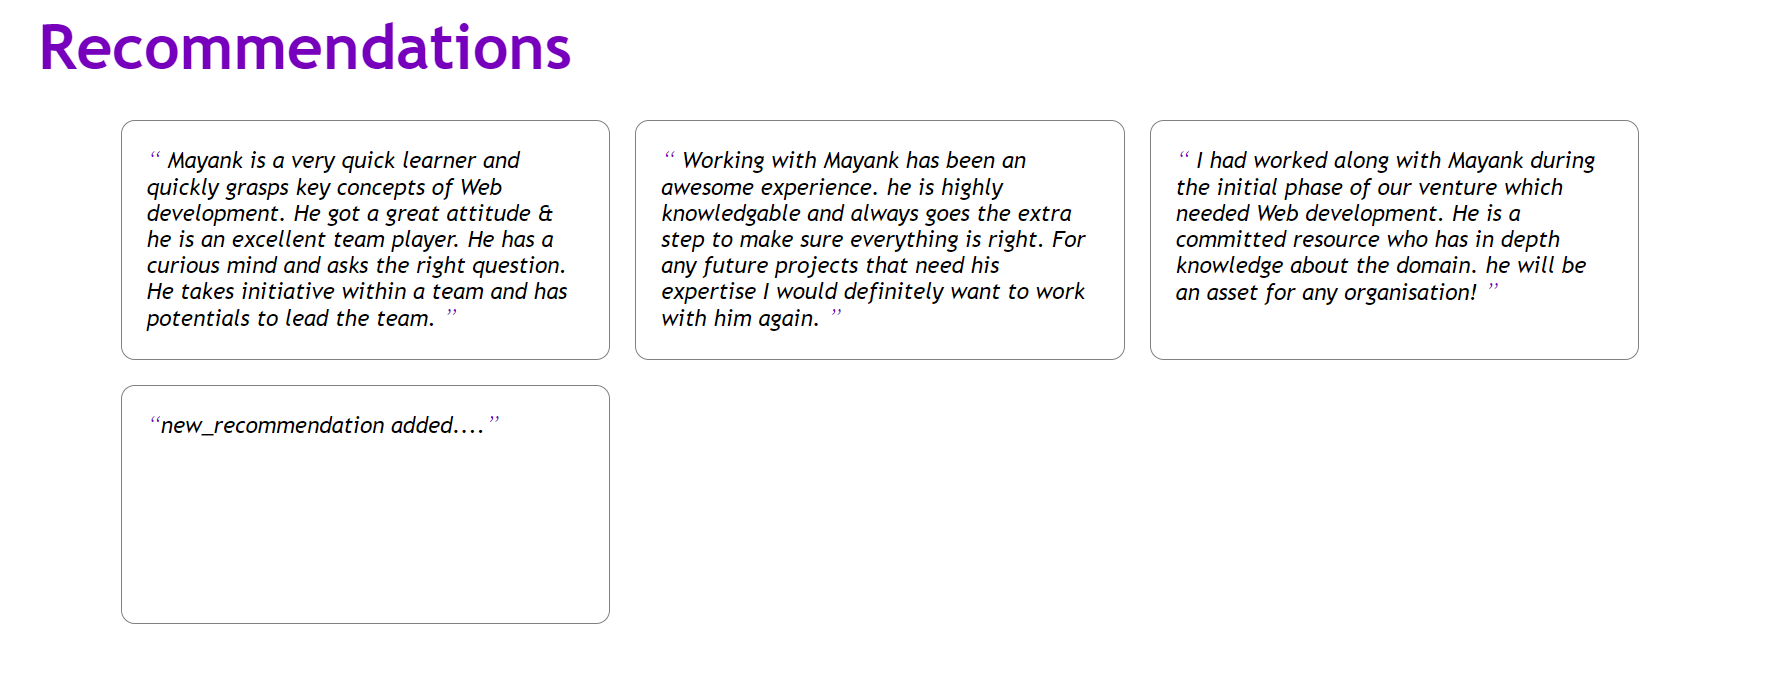 Recommendations
“ Mayank is a very quick learner and
quickly grasps key concepts of Web
development. He got a great attitude &
he is an excellent team player. He has a
curious mind and asks the right question.
He takes initiative within a team and has
potentials to lead the team. ”
“ Working with Mayank has been an
awesome experience. he is highly
knowledgable and always goes the extra
step to make sure everything is right. For
any future projects that need his
expertise I would definitely want to work
with him again. ”
“ I had worked along with Mayank during
the initial phase of our venture which
needed Web development. He is a
committed resource who has in depth
knowledge about the domain. he will be
an asset for any organisation! ”
“new_recommendation added....”